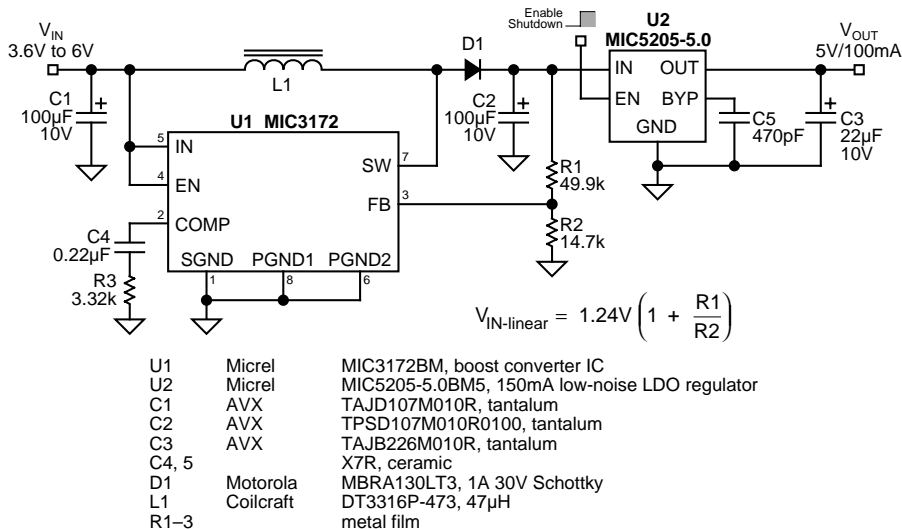 Enable
Shutdown
U2
MIC5205-5.0
V_IN
3.6V to 6V
V_OUT
5V/100mA
L1
D1
IN
OUT
EN
BYP
GND
C1
100µF
10V
C2
100µF
10V
C5
470pF
C3
22µF
10V
U1 MIC3172
5
IN
4
EN
2
COMP
SW
7
FB
3
SGND
PGND1
PGND2
1
8
6
R1
49.9k
R2
14.7k
C4
0.22µF
R3
3.32k
V_IN-linear = 1.24V (1 + R1/R2)
U1 Micrel MIC3172BM, boost converter IC
U2 Micrel MIC5205-5.0BM5, 150mA low-noise LDO regulator
C1 AVX TAJD107M010R, tantalum
C2 AVX TPSD107M010R0100, tantalum
C3 AVX TAJB226M010R, tantalum
C4, 5 X7R, ceramic
D1 Motorola MBRA130LT3, 1A 30V Schottky
L1 Coilcraft DT3316P-473, 47µH
R1–3 metal film